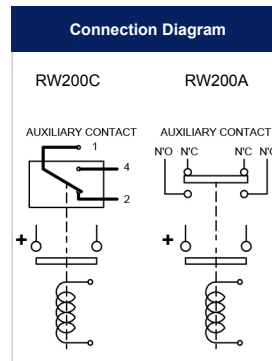 Connection Diagram
RW200C RW200A
AUXILIARY CONTACT AUXILIARY CONTACT
N'O N'C N'C N'O
1
4
2
+ +